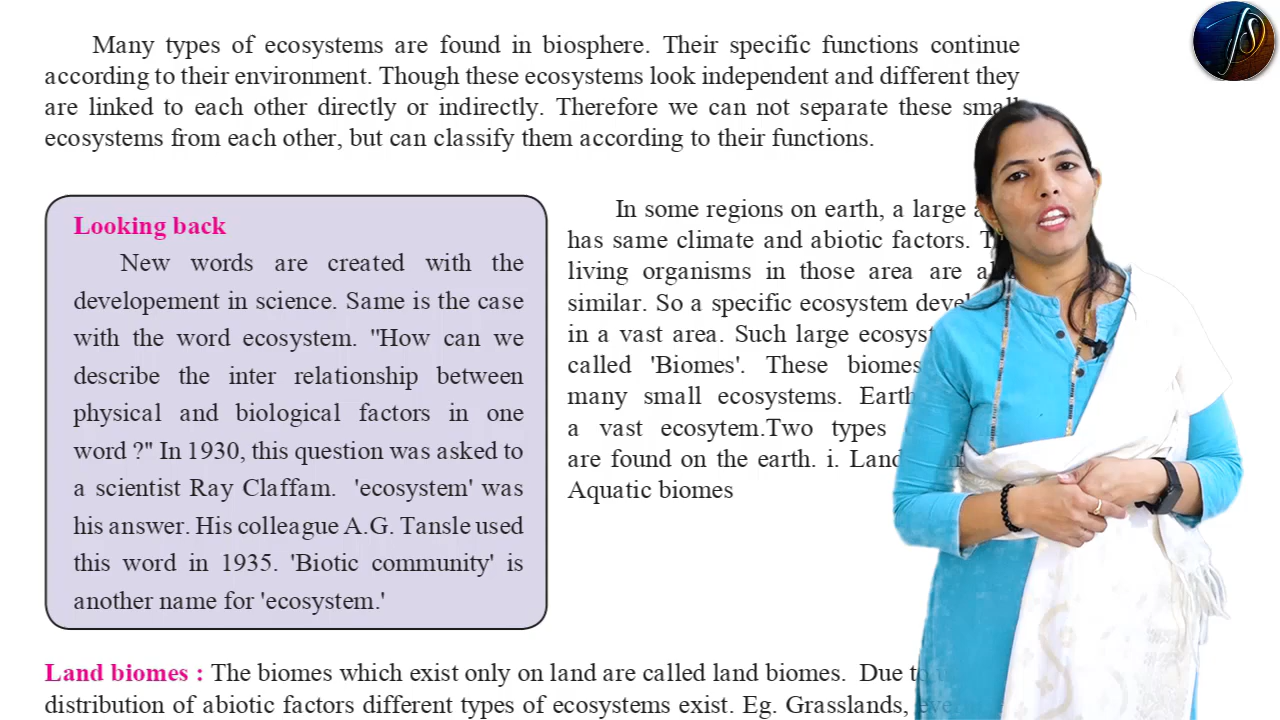 Many types of ecosystems are found in biosphere. Their specific functions continue
according to their environment. Though these ecosystems look independent and different they
are linked to each other directly or indirectly. Therefore we can not separate these small
ecosystems from each other, but can classify them according to their functions.
Looking back
New words are created with the
developement in science. Same is the case
with the word ecosystem. "How can we
describe the inter relationship between
physical and biological factors in one
word ?" In 1930, this question was asked to
a scientist Ray Claffam. 'ecosystem' was
his answer. His colleague A.G. Tansle used
this word in 1935. 'Biotic community' is
another name for 'ecosystem.'
In some regions on earth, a large
has same climate and abiotic factors.
living organisms in those area are
similar. So a specific ecosystem
in a vast area. Such large
called 'Biomes'. These biomes
many small ecosystems. Earth
a vast ecosytem.Two types
are found on the earth. i. Land
Aquatic biomes
Land biomes : The biomes which exist only on land are called land biomes. Due
distribution of abiotic factors different types of ecosystems exist. Eg. Grasslands,